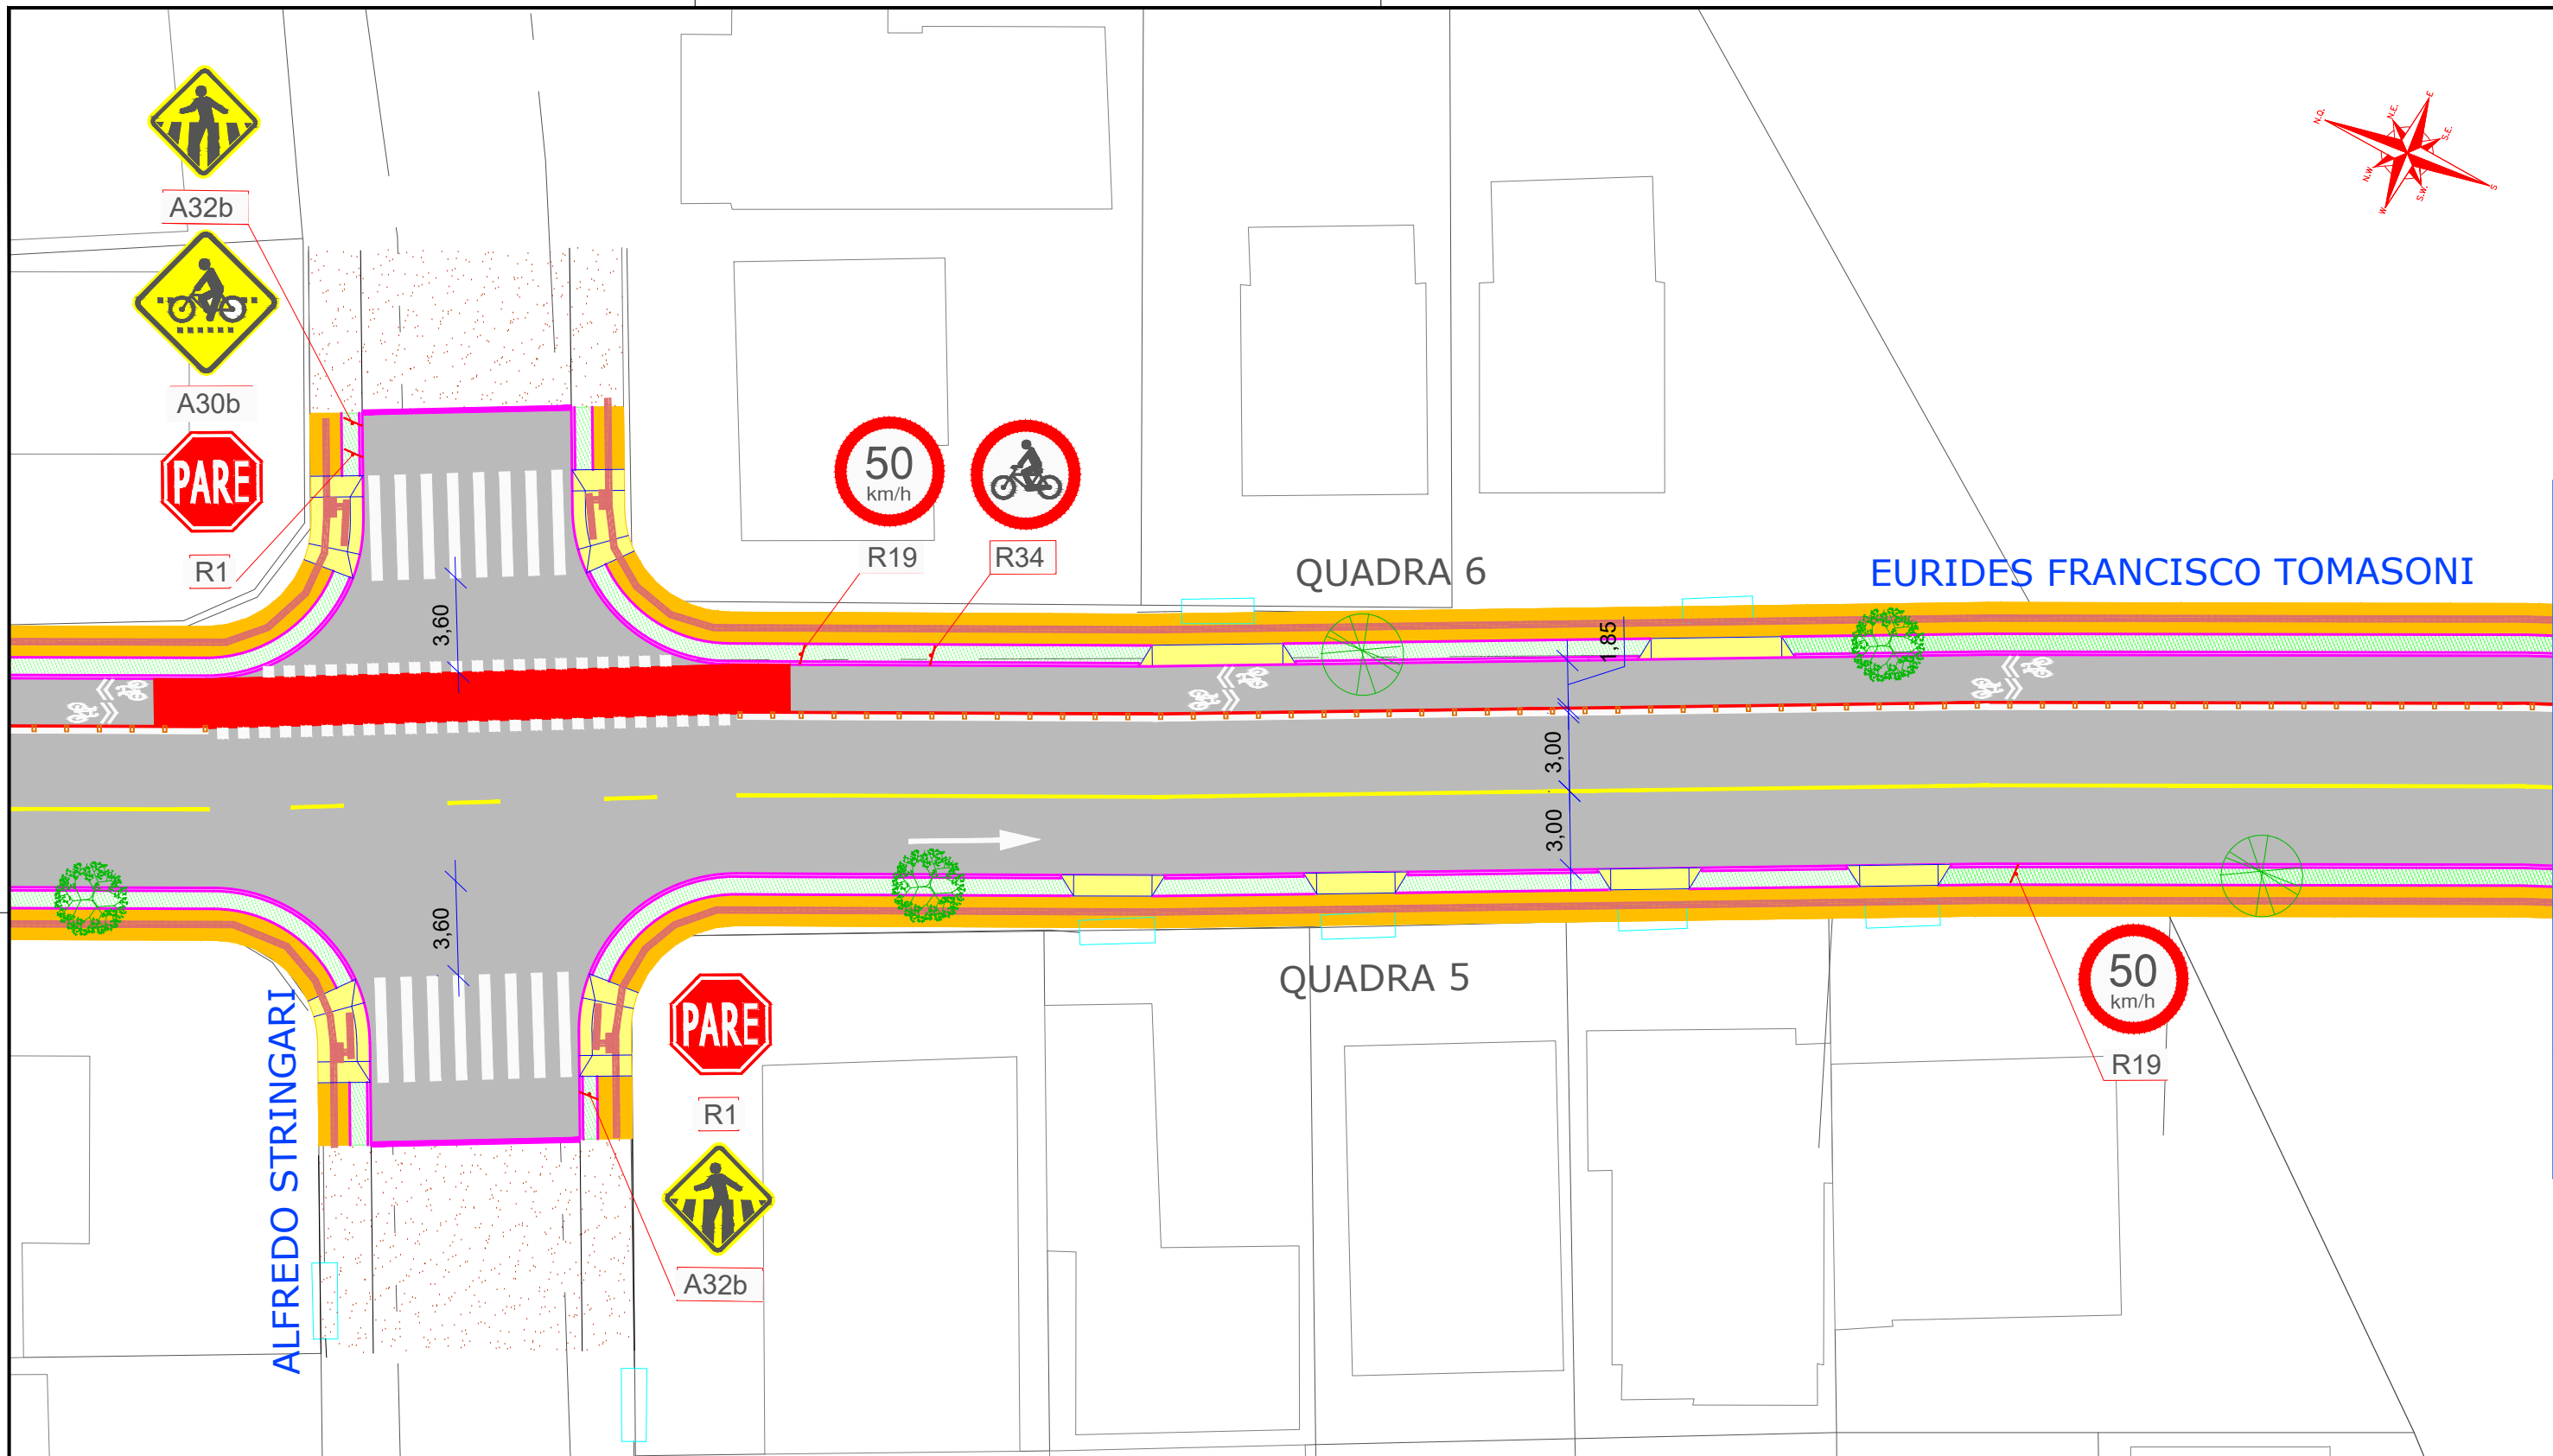 A32b
A30b
PARE
R1
50
km/h
R19
R34
QUADRA 6
EURIDES FRANCISCO TOMASONI
N.O.
N.E.
E
S.E.
S
S.W.
W
N.W
3,60
1,85
3,00
3,00
3,60
ALFREDO STRINGARI
PARE
R1
A32b
QUADRA 5
50
km/h
R19